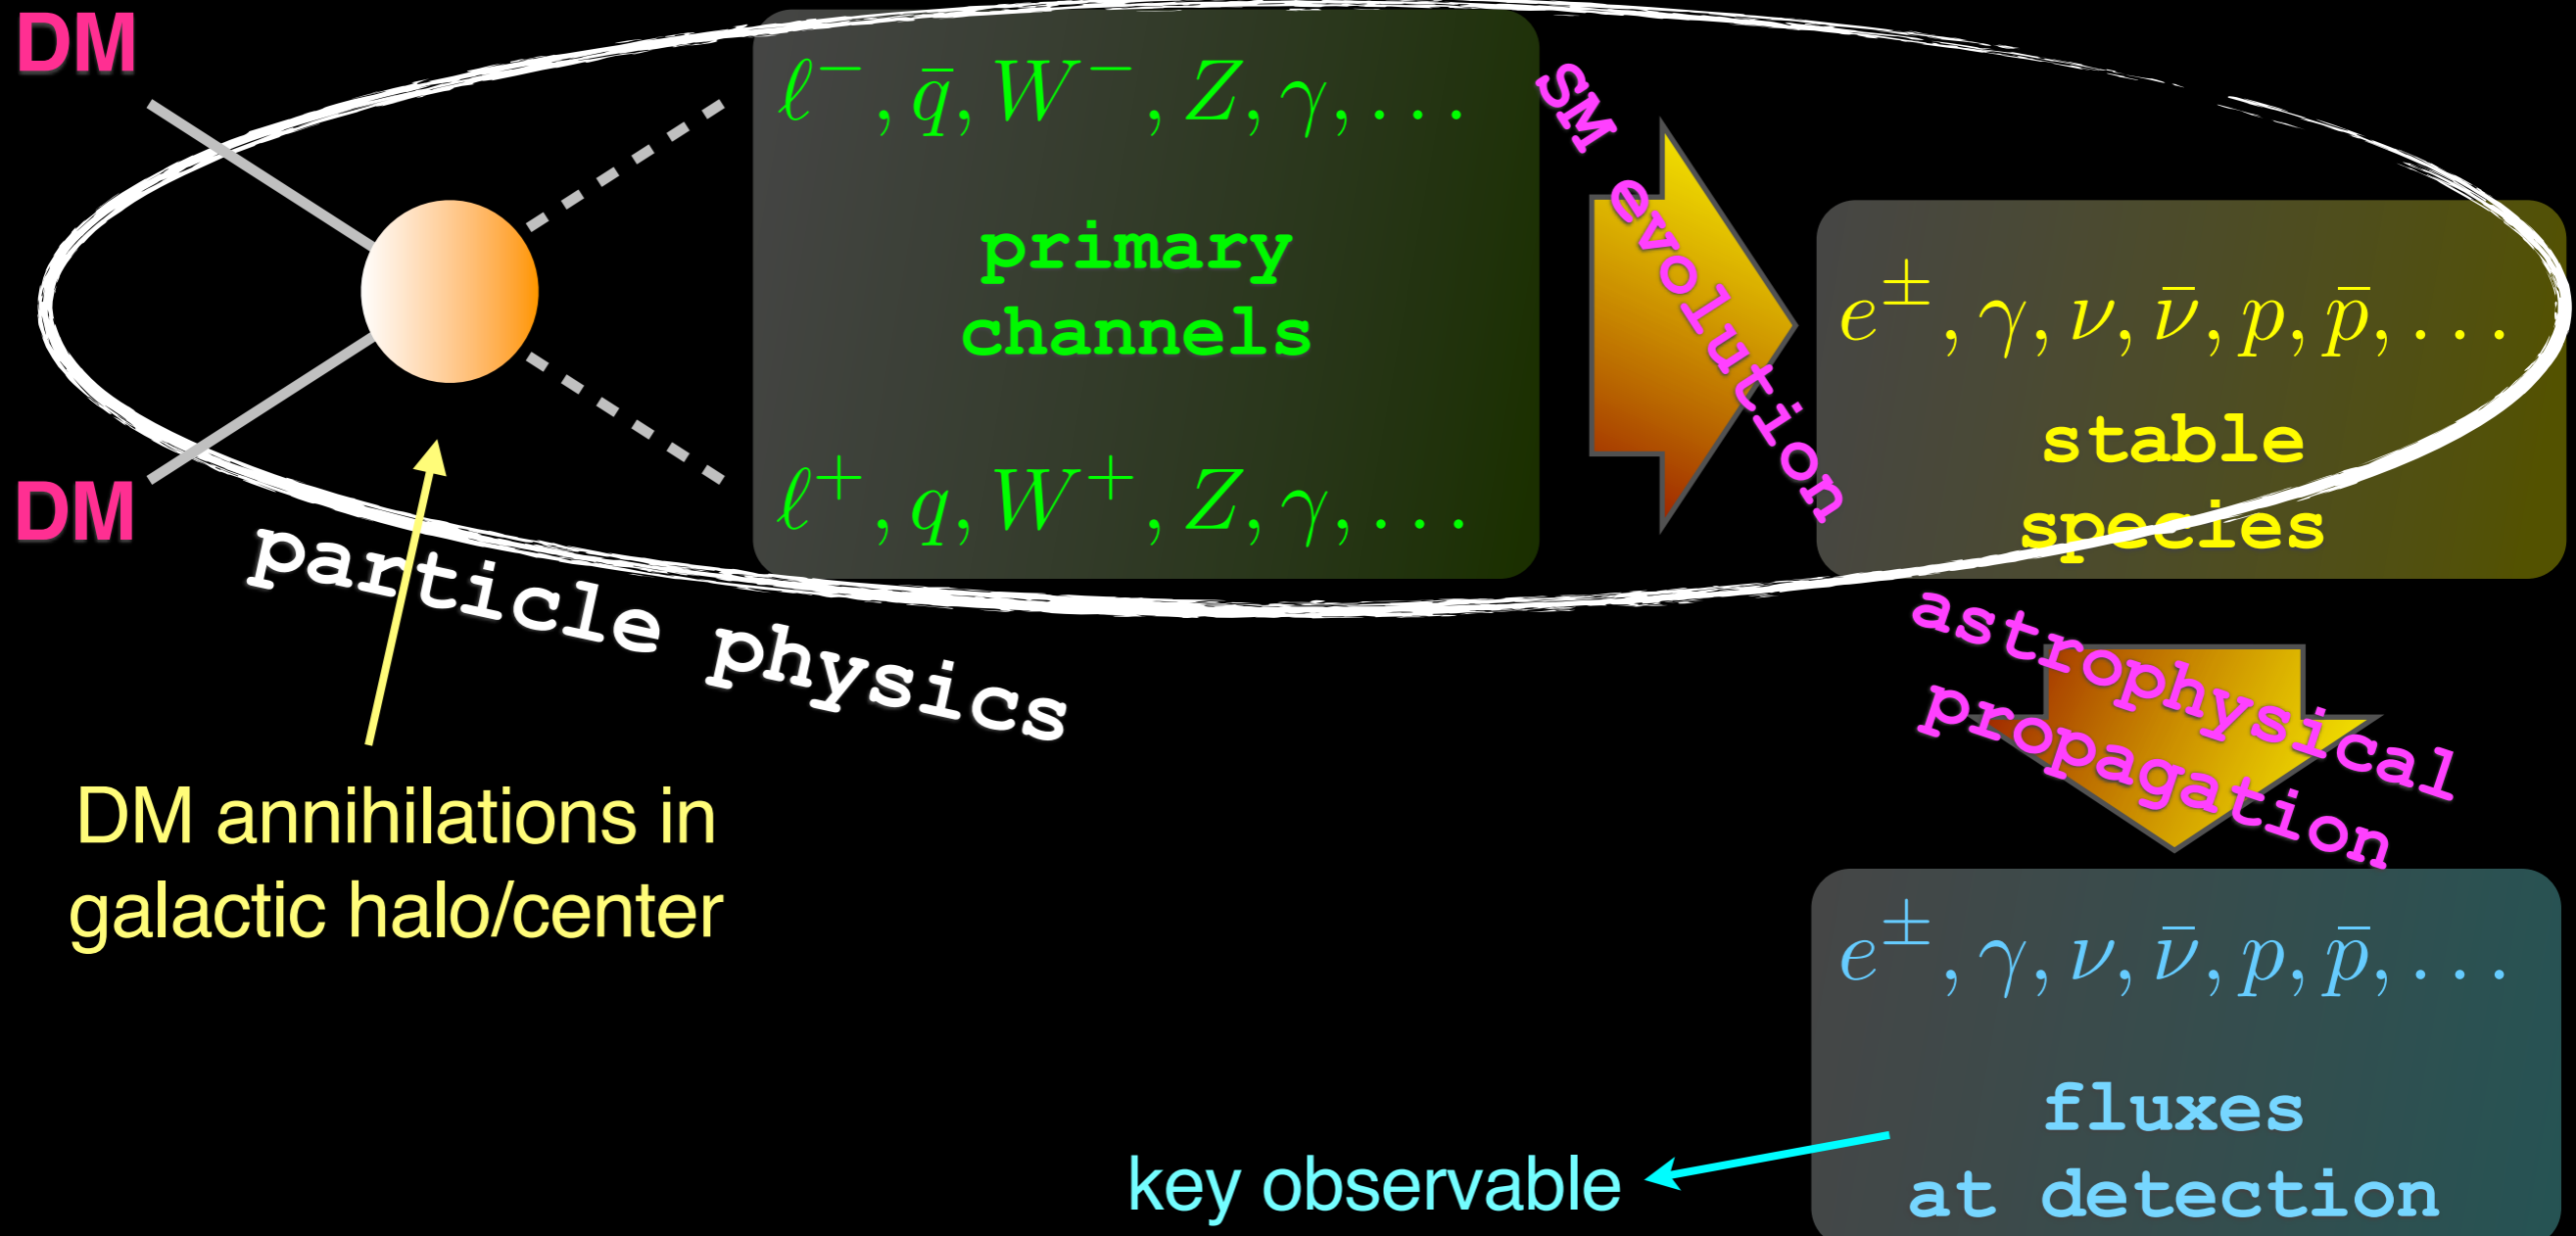 DM
ℓ⁻, q̄, W⁻, Z, γ, . . .
SM evolution
primary
channels
e±, γ, ν, ν̄, p, p̄, . . .
stable
species
DM
ℓ⁺, q, W⁺, Z, γ, . . .
particle physics
astrophysical
propagation
DM annihilations in
galactic halo/center
e±, γ, ν, ν̄, p, p̄, . . .
fluxes
at detection
key observable